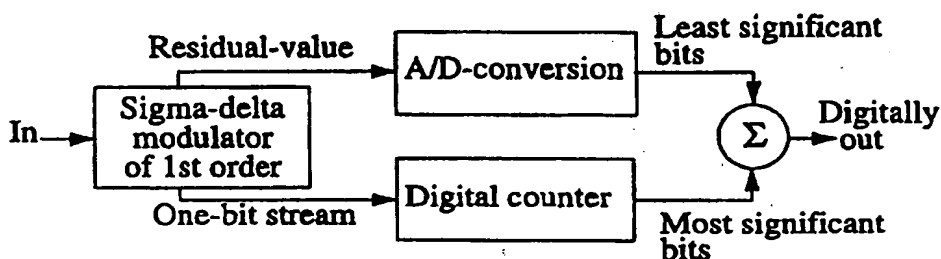 Residual-value
A/D-conversion
Least significant
bits
In
Sigma-delta
modulator
of 1st order
Σ
Digitally
out
One-bit stream
Digital counter
Most significant
bits